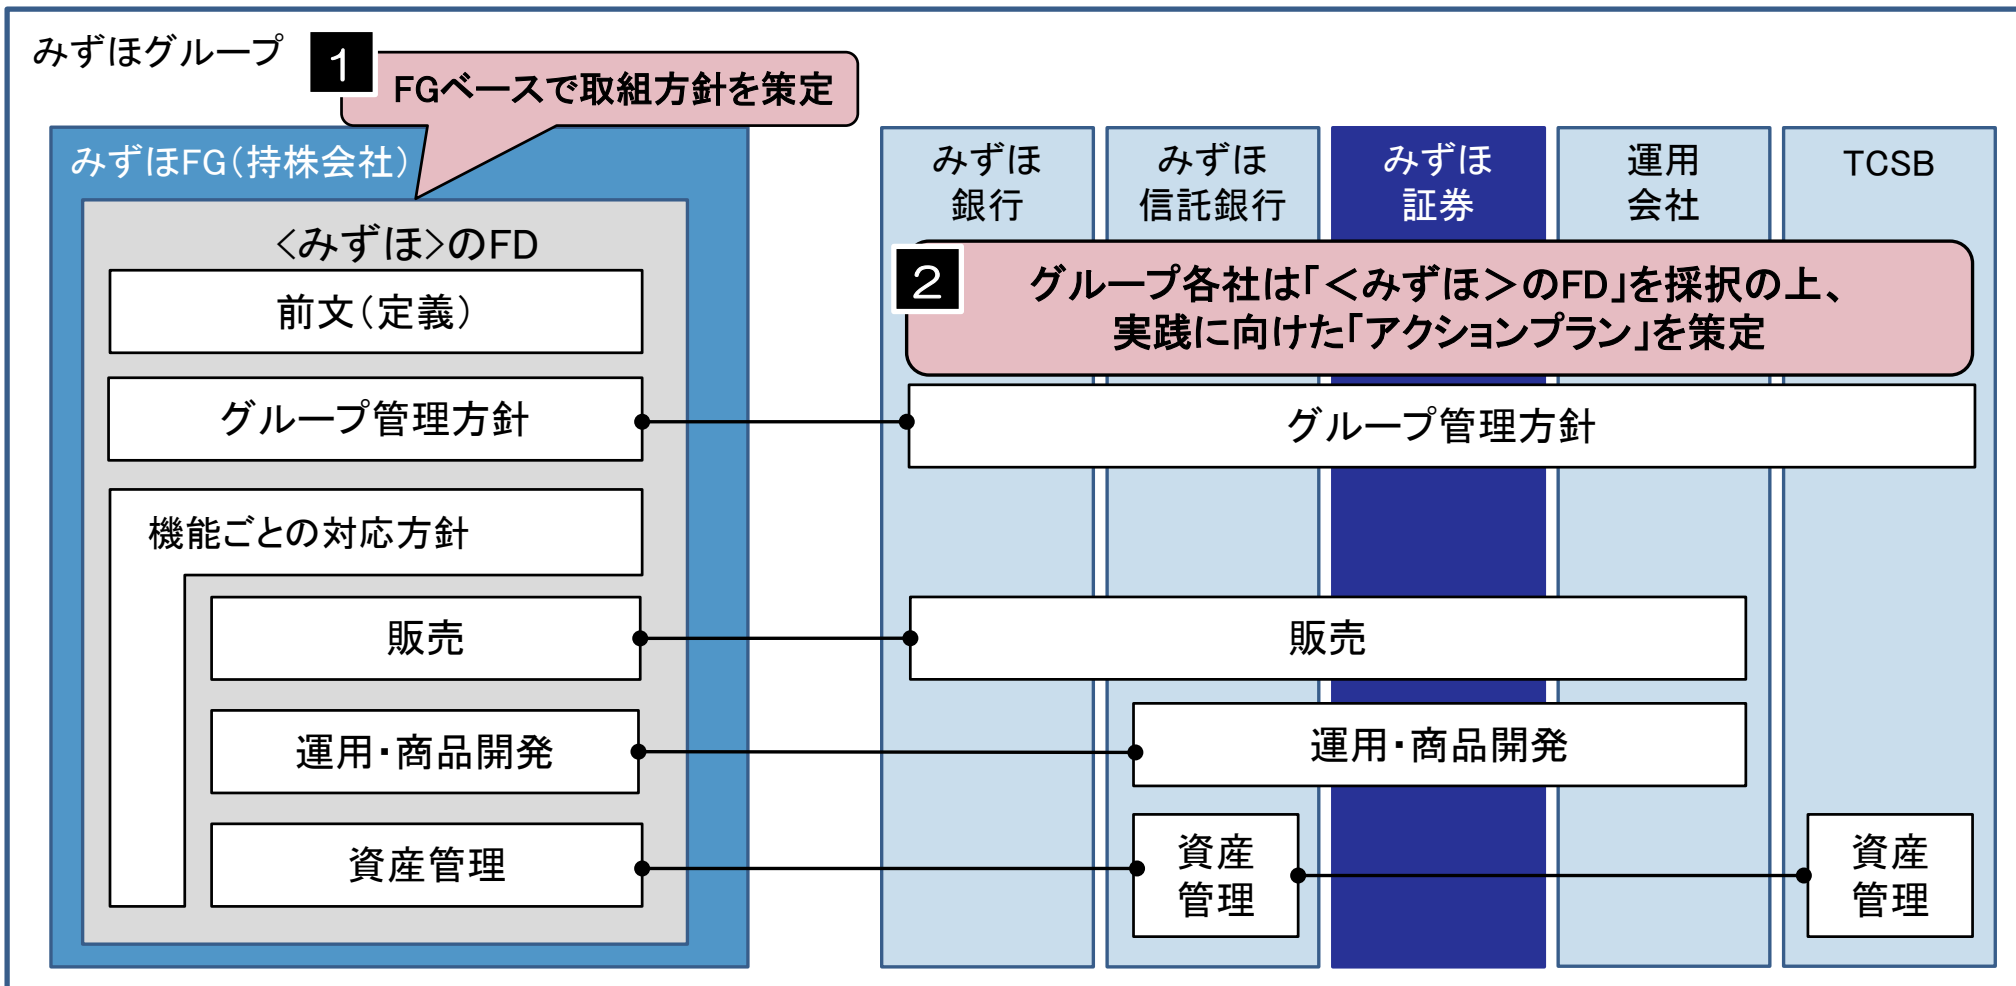 みずほグループ
1
FGベースで取組方針を策定
みずほFG(持株会社)
<みずほ>のFD
前文(定義)
グループ管理方針
機能ごとの対応方針
販売
運用・商品開発
資産管理
みずほ
銀行
みずほ
信託銀行
みずほ
証券
運用
会社
TCSB
2
グループ各社は「<みずほ>のFD」を採択の上、
実践に向けた「アクションプラン」を策定
グループ管理方針
販売
運用・商品開発
資産
管理
資産
管理